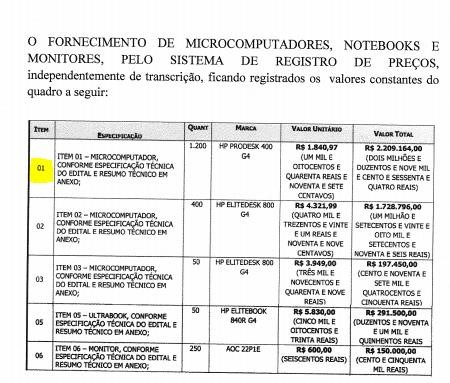 O FORNECIMENTO DE MICROCOMPUTADORES, NOTEBOOKS E
MONITORES, PELO SISTEMA DE REGISTRO DE PREÇOS,
independentemente de transcrição, ficando registrados os valores constantes do
quadro a seguir:
ITEM ESPECIFICAÇÃO QUANT MARCA VALOR UNITÁRIO VALOR TOTAL
01
ITEM 01 – MICROCOMPUTADOR,
CONFORME ESPECIFICAÇÃO TÉCNICA
DO EDITAL E RESUMO TÉCNICO EM
ANEXO;
1.200
HP PRODESK 400
G4
R$ 1.840,97
(UM MIL E
OITOCENTOS E
QUARENTA REAIS E
NOVENTA E SETE
CENTAVOS)
R$ 2.209.164,00
(DOIS MILHÕES E
DUZENTOS E NOVE MIL
E CENTO E SESSENTA E
QUATRO REAIS)
02
ITEM 02 – MICROCOMPUTADOR,
CONFORME ESPECIFICAÇÃO TÉCNICA
DO EDITAL E RESUMO TÉCNICO EM
ANEXO;
400
HP ELITEDESK 800
G4
R$ 4.321,99
(QUATRO MIL E
TREZENTOS E VINTE
E UM REAIS E
NOVENTA E NOVE
CENTAVOS)
R$ 1.728.796,00
(UM MILHÃO E
SETECENTOS E VINTE E
OITO MIL E
SETECENTOS E
NOVENTA E SEIS REAIS)
03
ITEM 03 – MICROCOMPUTADOR,
CONFORME ESPECIFICAÇÃO TÉCNICA
DO EDITAL E RESUMO TÉCNICO EM
ANEXO;
50
HP ELITEDESK 800
G4
R$ 3.949,00
(TRÊS MIL E
NOVECENTOS E
QUARENTA E NOVE
REAIS)
R$ 197.450,00
(CENTO E NOVENTA E
SETE MIL E
QUATROCENTOS E
CINQUENTA REAIS)
05
ITEM 05 – ULTRABOOK, CONFORME
ESPECIFICAÇÃO TÉCNICA DO EDITAL E
RESUMO TÉCNICO EM ANEXO;
50
HP ELITEBOOK
840R G4
R$ 5.830,00
(CINCO MIL E
OITOCENTOS E
TRINTA REAIS)
R$ 291.500,00
(DUZENTOS E NOVENTA
E UM MIL E
QUINHENTOS REAIS)
06
ITEM 06 – MONITOR, CONFORME
ESPECIFICAÇÃO TÉCNICA DO EDITAL E
RESUMO TÉCNICO EM ANEXO;
250
AOC 22P1E
R$ 600,00
(SEISCENTOS REAIS)
R$ 150.000,00
(CENTO E CINQUENTA
MIL REAIS)